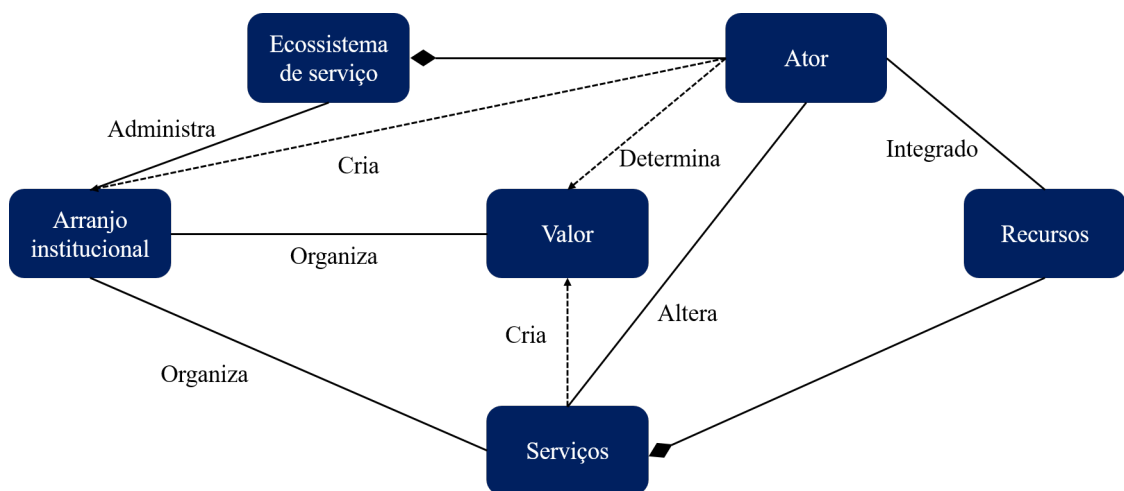 Ecossistema
de serviço
Ator
Administra
Cria
Determina
Integrado
Arranjo
institucional
Valor
Recursos
Organiza
Altera
Cria
Organiza
Serviços